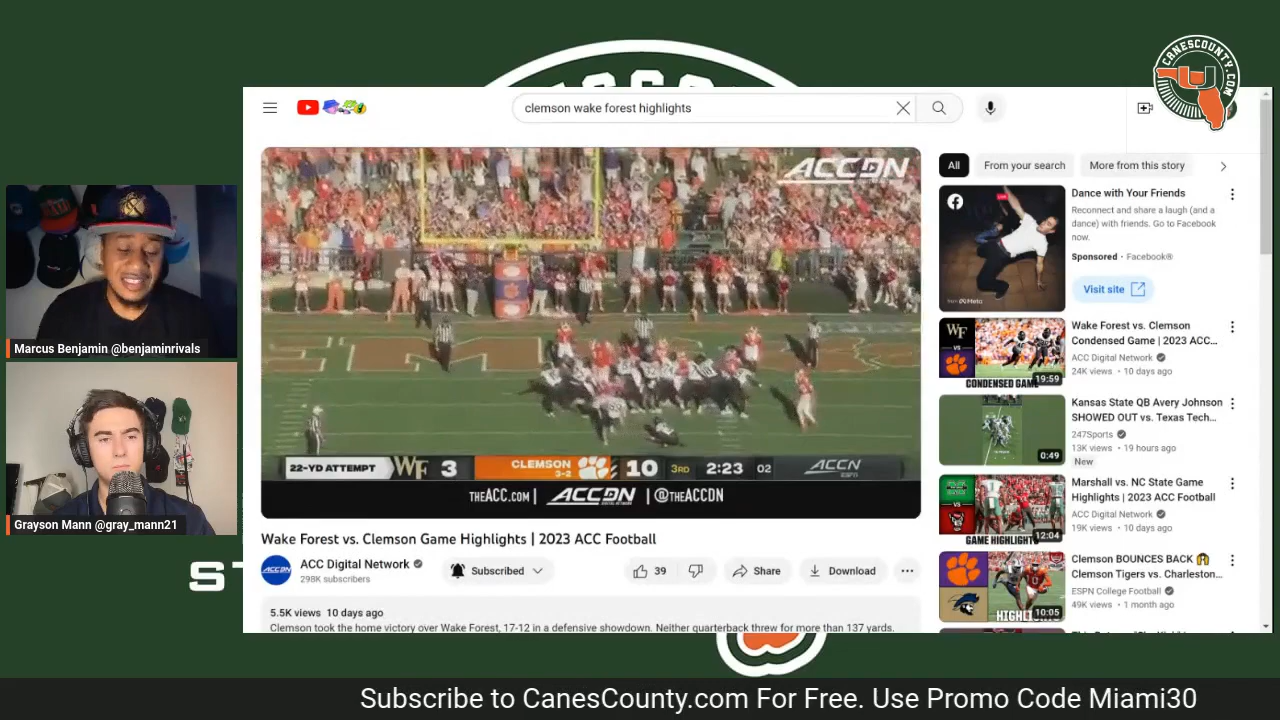 CANESCOUNTY.COM
clemson wake forest highlights
ACCDN
All
From your search
More from this story
LIVE
Dance with Your Friends
Reconnect and share a laugh (and a
dance) with friends. Go to Facebook
now.
Sponsored · Facebook®
Visit site
WF
VS
CONDENSED GAME
19:59
Wake Forest vs. Clemson
Condensed Game | 2023 ACC...
ACC Digital Network
24K views • 10 days ago
0:49
Kansas State QB Avery Johnson
SHOWED OUT vs. Texas Tech...
247Sports
13K views • 19 hours ago
New
GAME HIGHLIGHTS
12:04
Marshall vs. NC State Game
Highlights | 2023 ACC Football
ACC Digital Network
19K views • 10 days ago
HIGHLI
10:05
Clemson BOUNCES BACK
Clemson Tigers vs. Charleston...
ESPN College Football
49K views • 1 month ago
22-YD ATTEMPT
WF 3
CLEMSON
3-2
10
3RD 2:23 02
ACCN
ESPN
THEACC.COM | ACCDN | @THEACCDN
Wake Forest vs. Clemson Game Highlights | 2023 ACC Football
ACC Digital Network
298K subscribers
Subscribed
39
Share
Download
5.5K views 10 days ago
Clemson took the home victory over Wake Forest, 17-12 in a defensive showdown. Neither quarterback threw for more than 137 yards.
Marcus Benjamin @benjaminrivals
Grayson Mann @gray_mann21
Subscribe to CanesCounty.com For Free. Use Promo Code Miami30